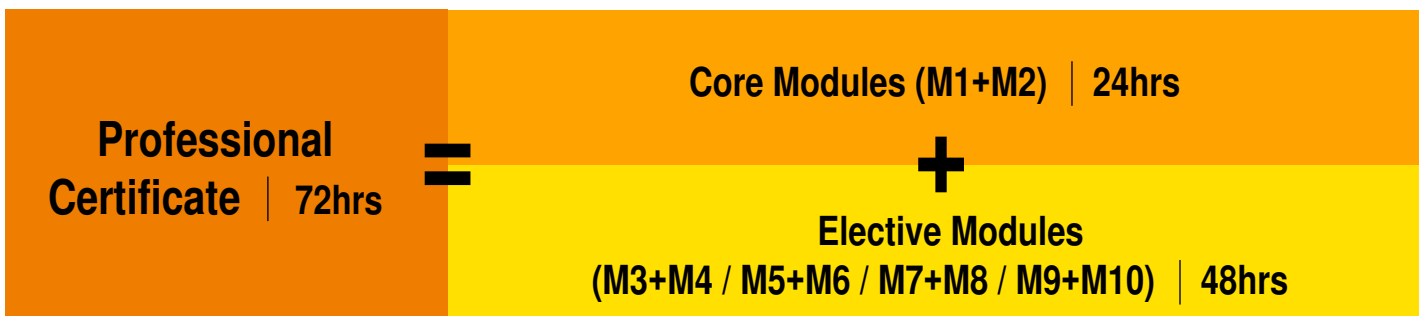 Professional
Certificate | 72hrs
=
Core Modules (M1+M2) | 24hrs
+
Elective Modules
(M3+M4 / M5+M6 / M7+M8 / M9+M10) | 48hrs